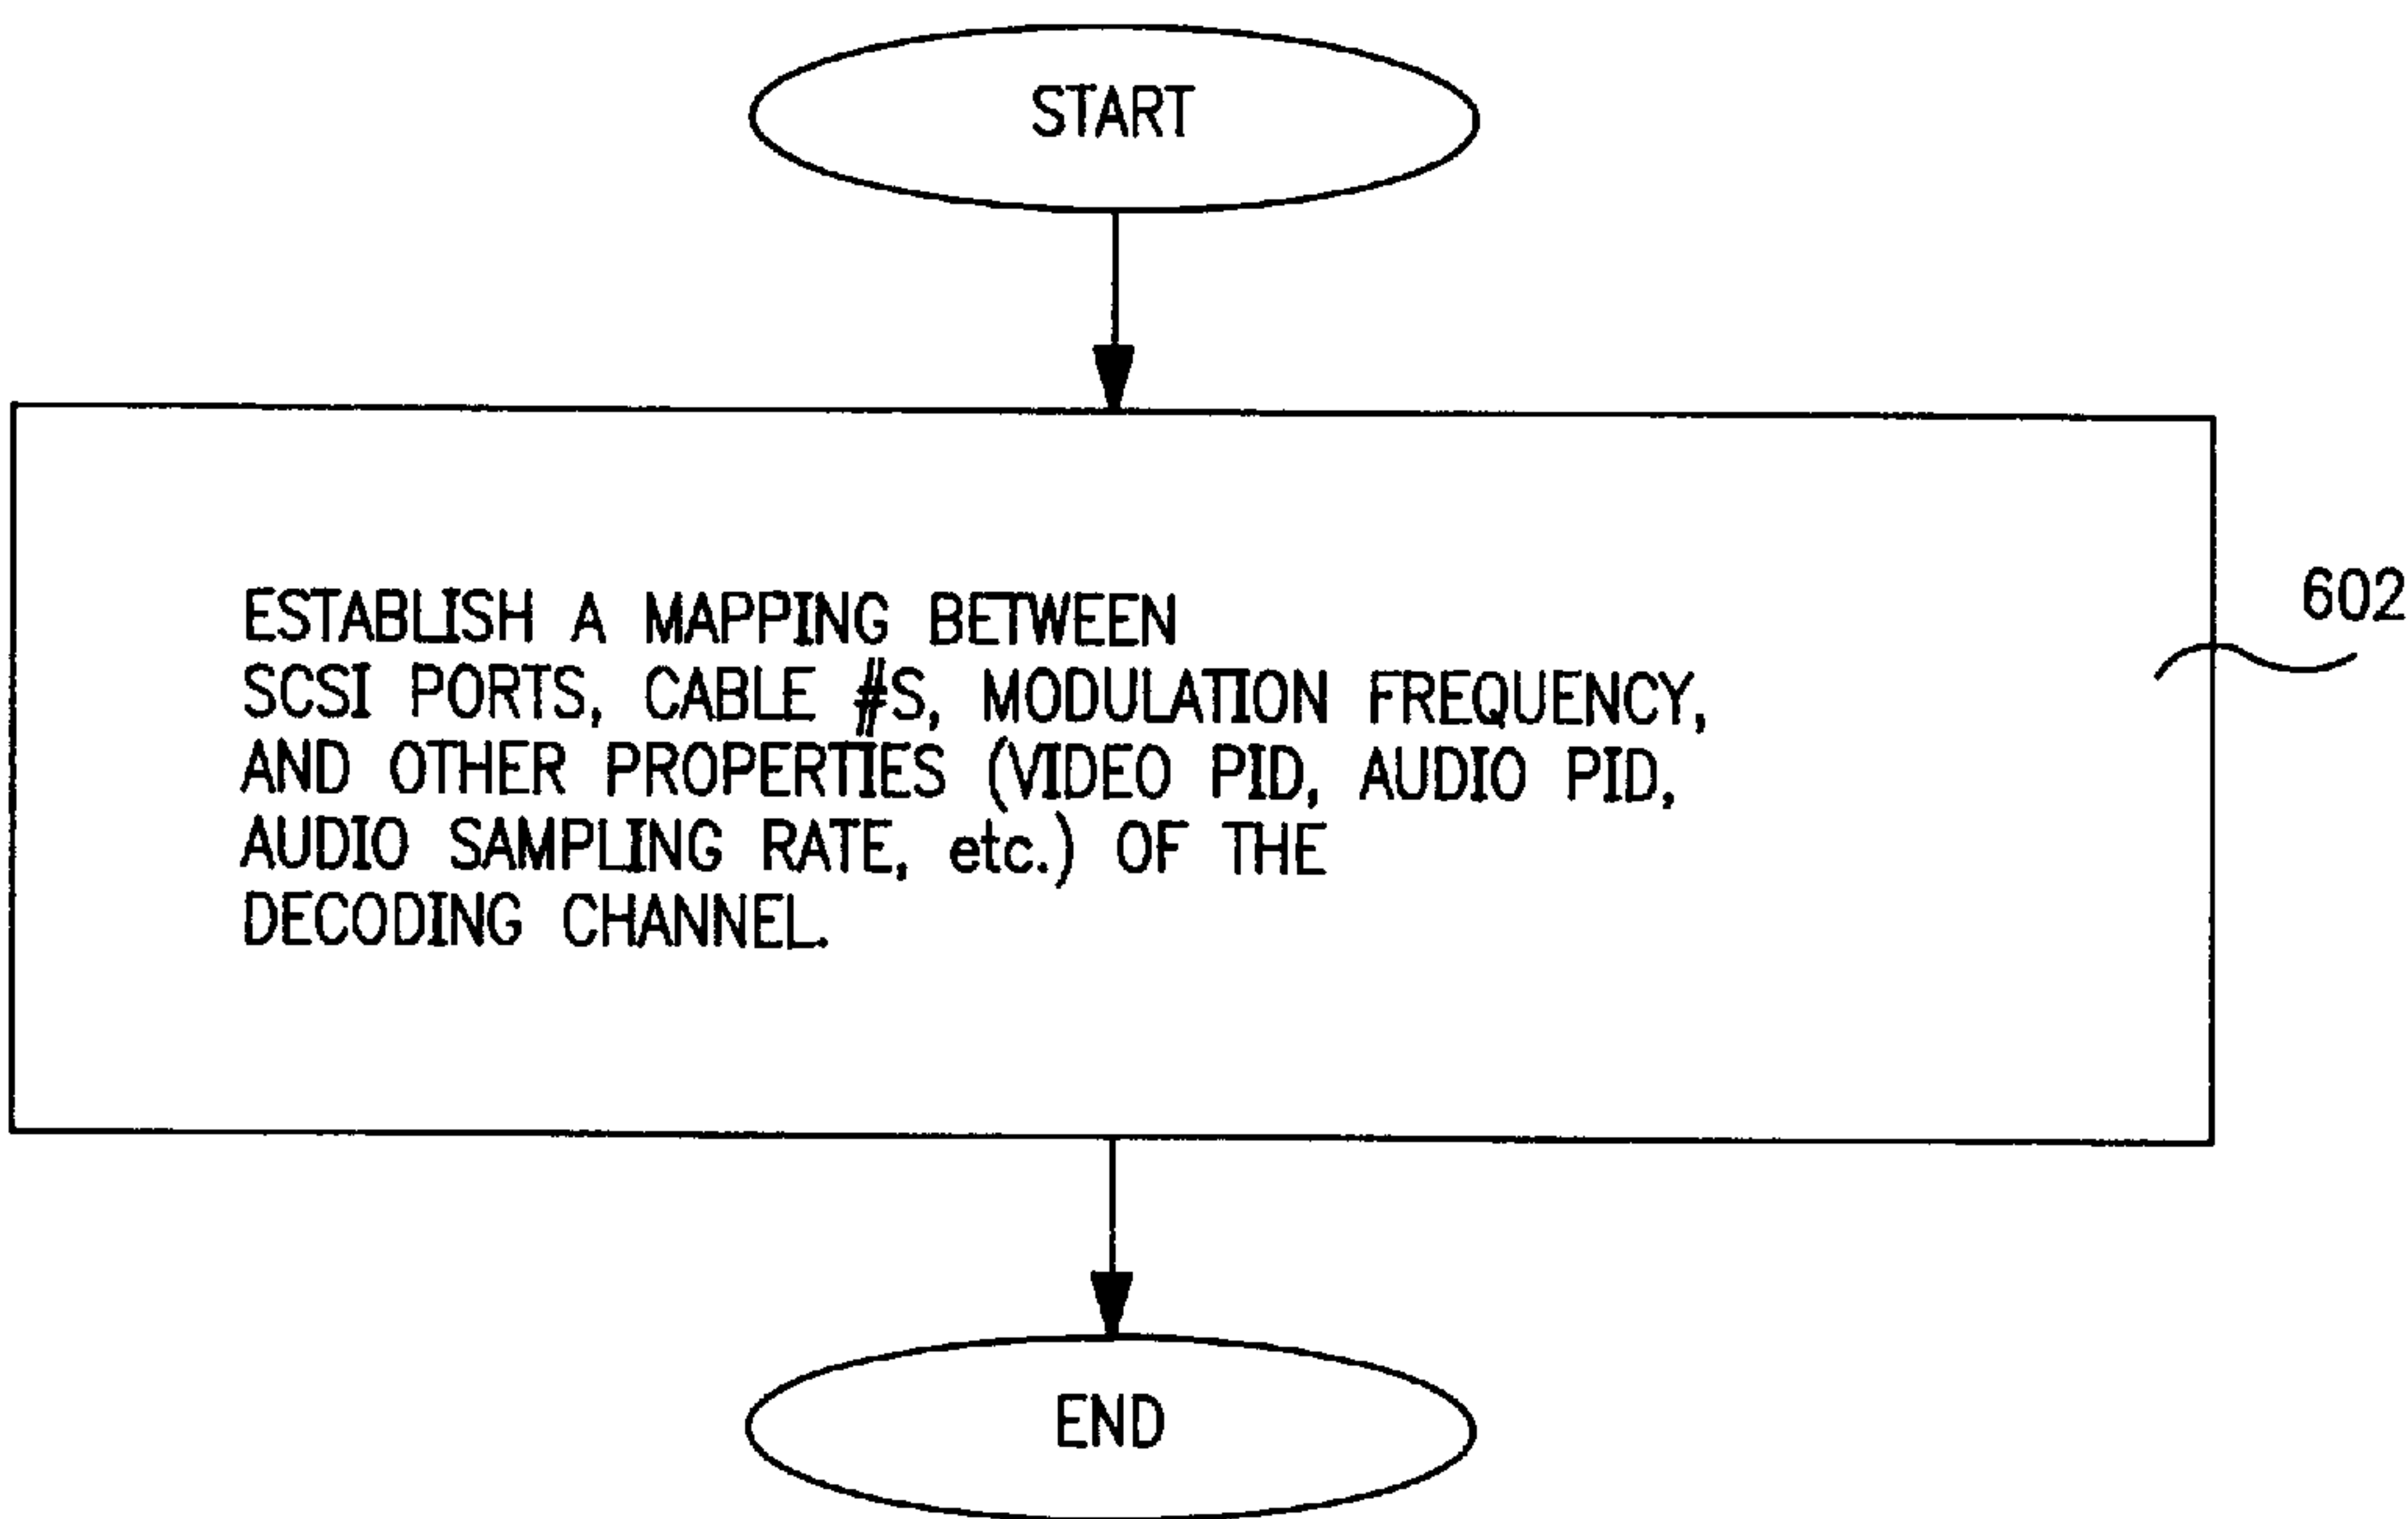 START
ESTABLISH A MAPPING BETWEEN
SCSI PORTS, CABLE #S, MODULATION FREQUENCY,
AND OTHER PROPERTIES (VIDEO PID, AUDIO PID,
AUDIO SAMPLING RATE, etc.) OF THE
DECODING CHANNEL.
602
END